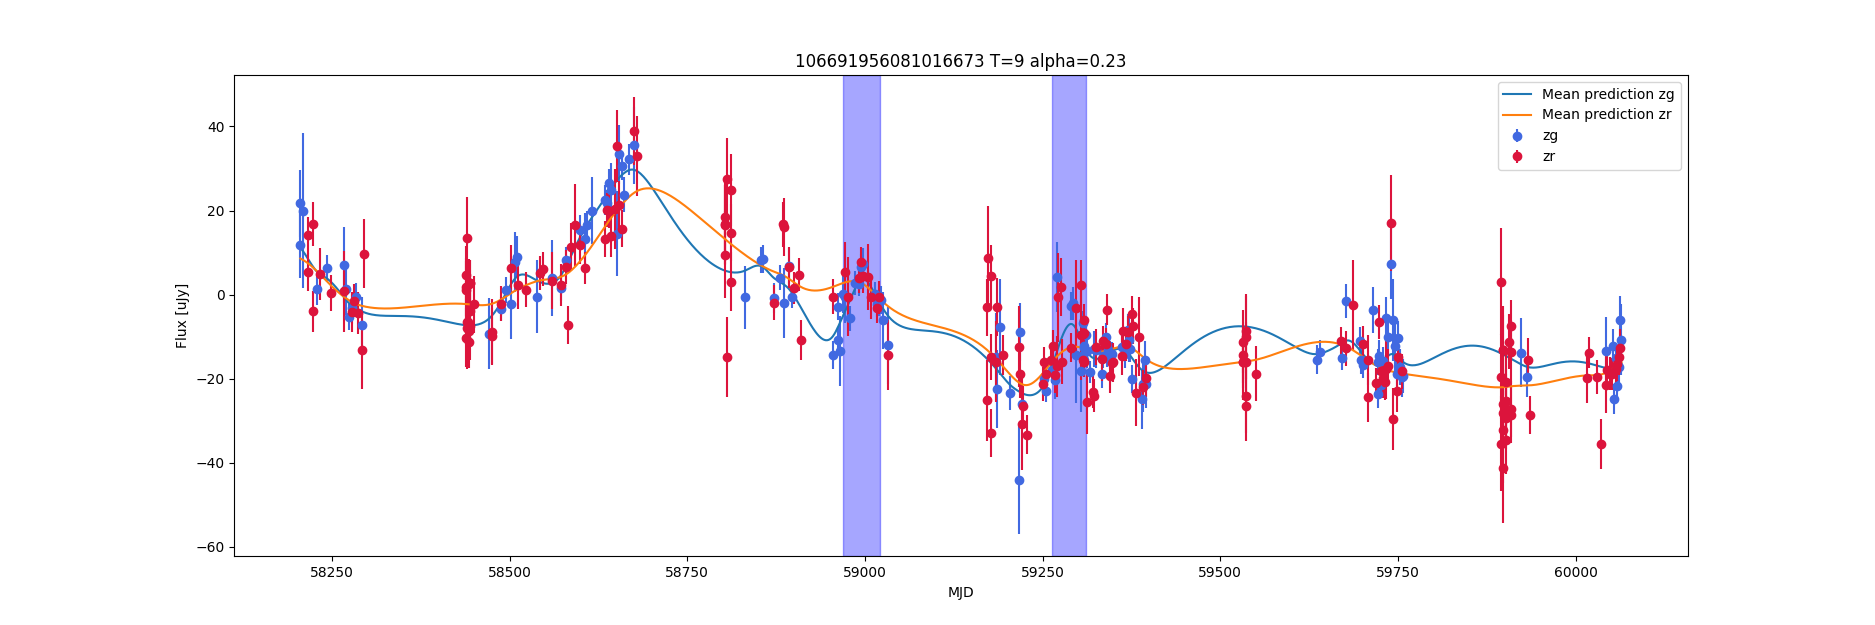 106691956081016673 T=9 alpha=0.23
Mean prediction zg
Mean prediction zr
zg
zr
Flux [uJy]
40
20
0
−20
−40
−60
58250 58500 58750 59000 59250 59500 59750 60000
MJD